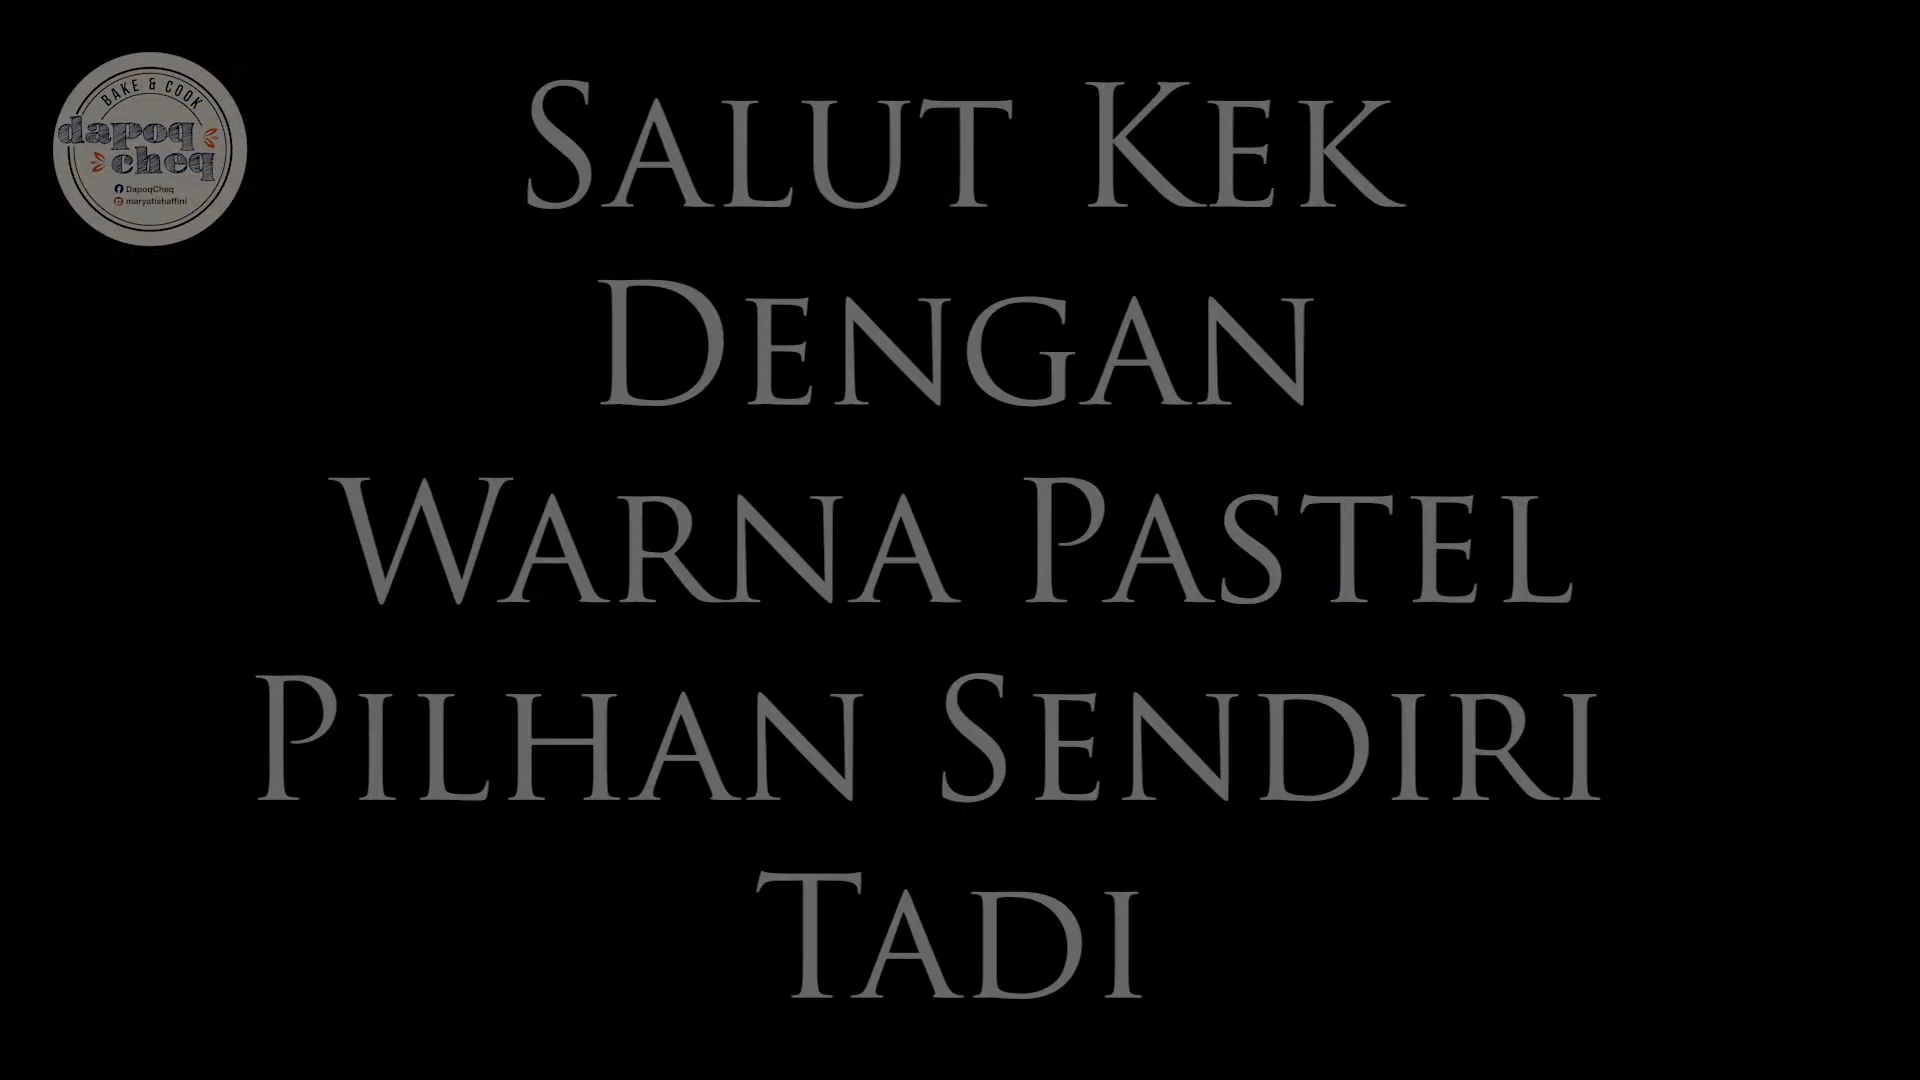 BAKE & COOK
dapoq
cheq
DapoqCheq
maryatishaffini
Salut Kek
Dengan
Warna Pastel
Pilhan Sendiri
Tadi